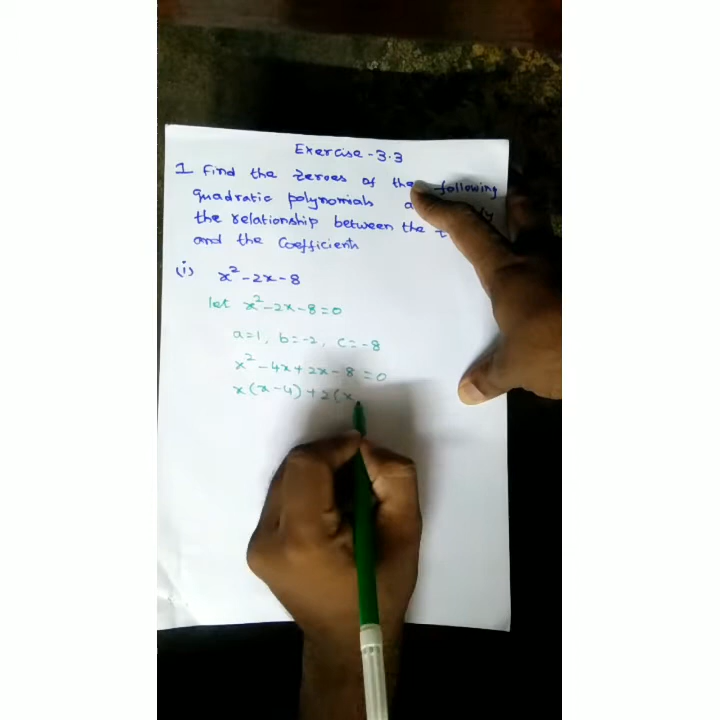 Exercise - 3.3
1 Find the zeroes of the following
quadratic polynomials
the relationship between the
and the Coefficients
(i) x² - 2x - 8
let x² - 2x - 8 = 0
a=1, b=-2, c=-8
x² - 4x + 2x - 8 = 0
x(x-4) + 2(x